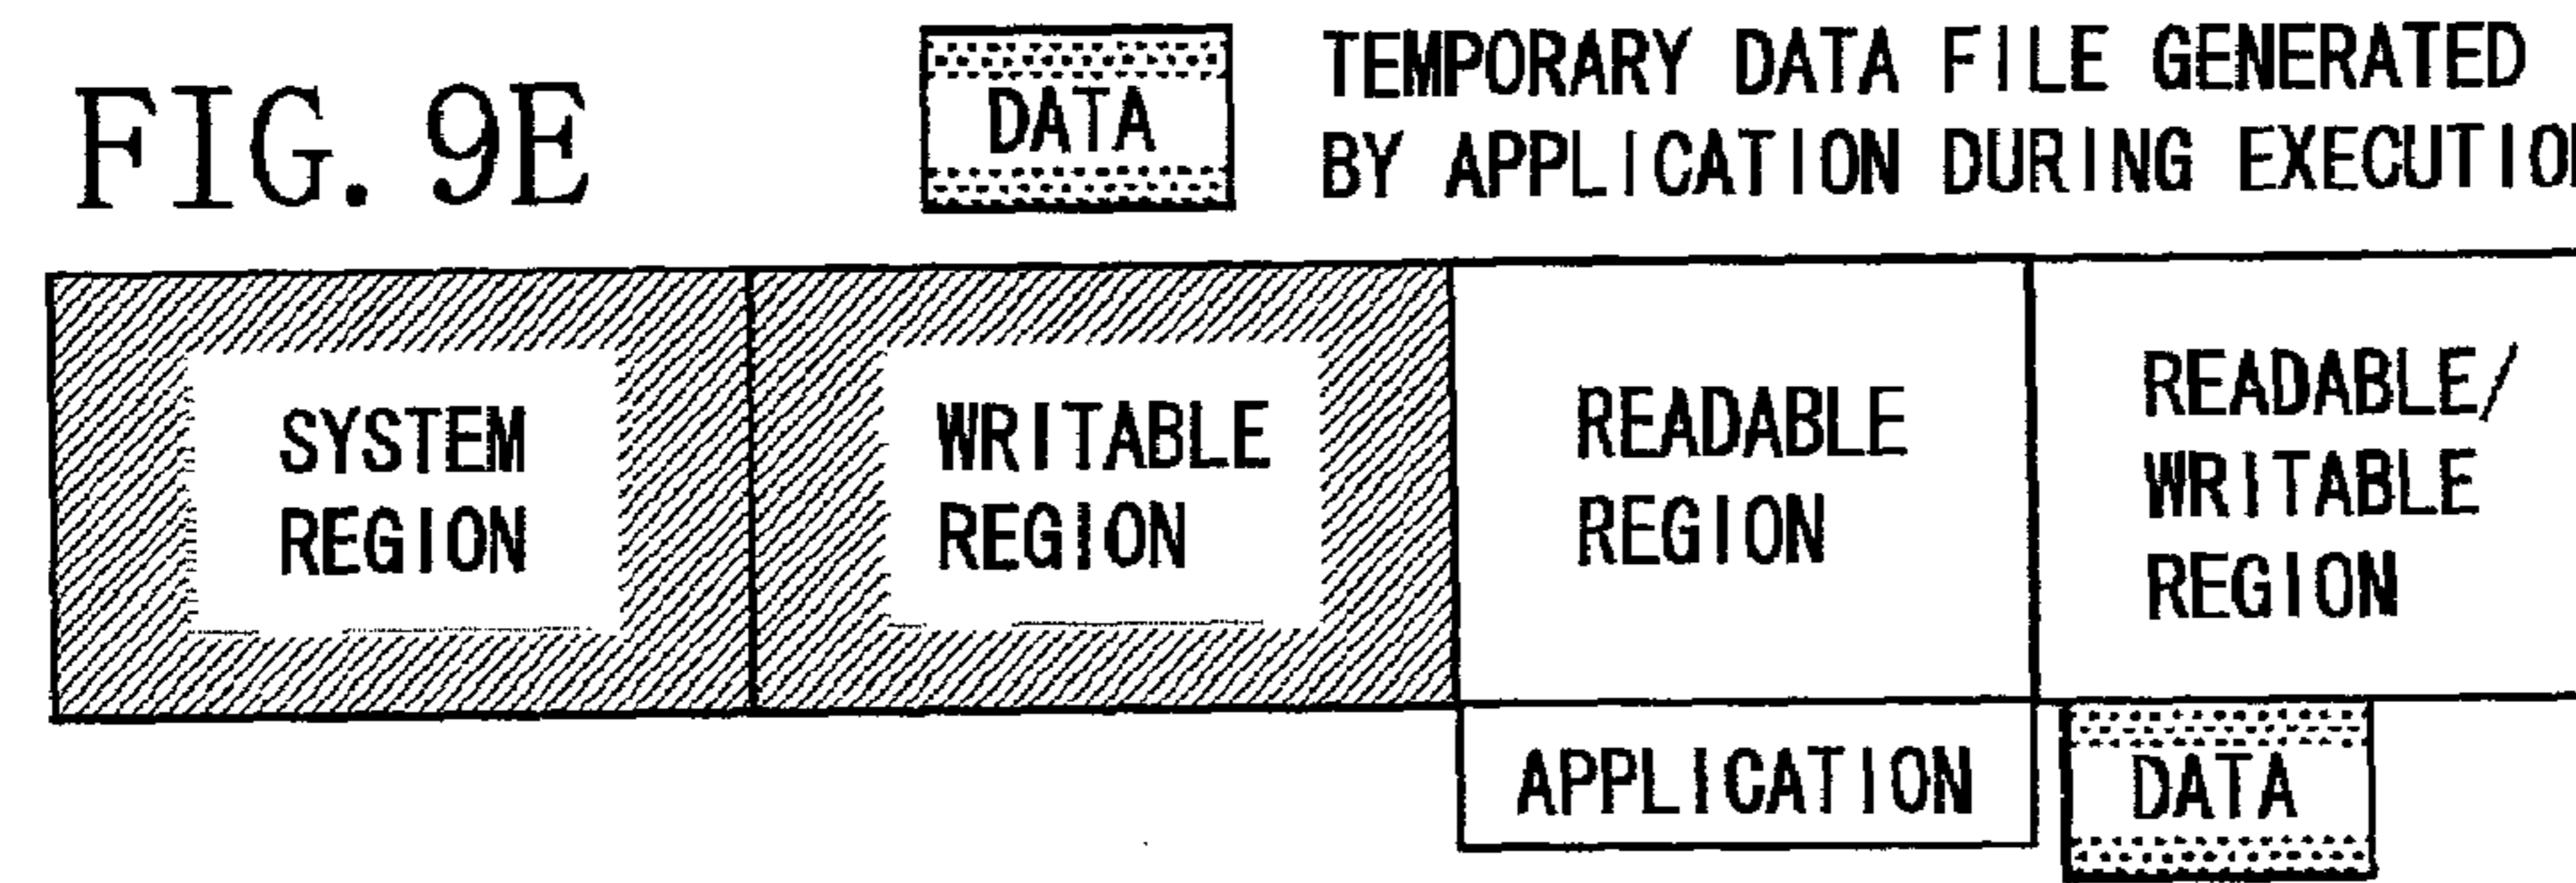 FIG. 9E
DATA
TEMPORARY DATA FILE GENERATED
BY APPLICATION DURING EXECUTION
SYSTEM
REGION
WRITABLE
REGION
READABLE
REGION
READABLE/
WRITABLE
REGION
APPLICATION
DATA